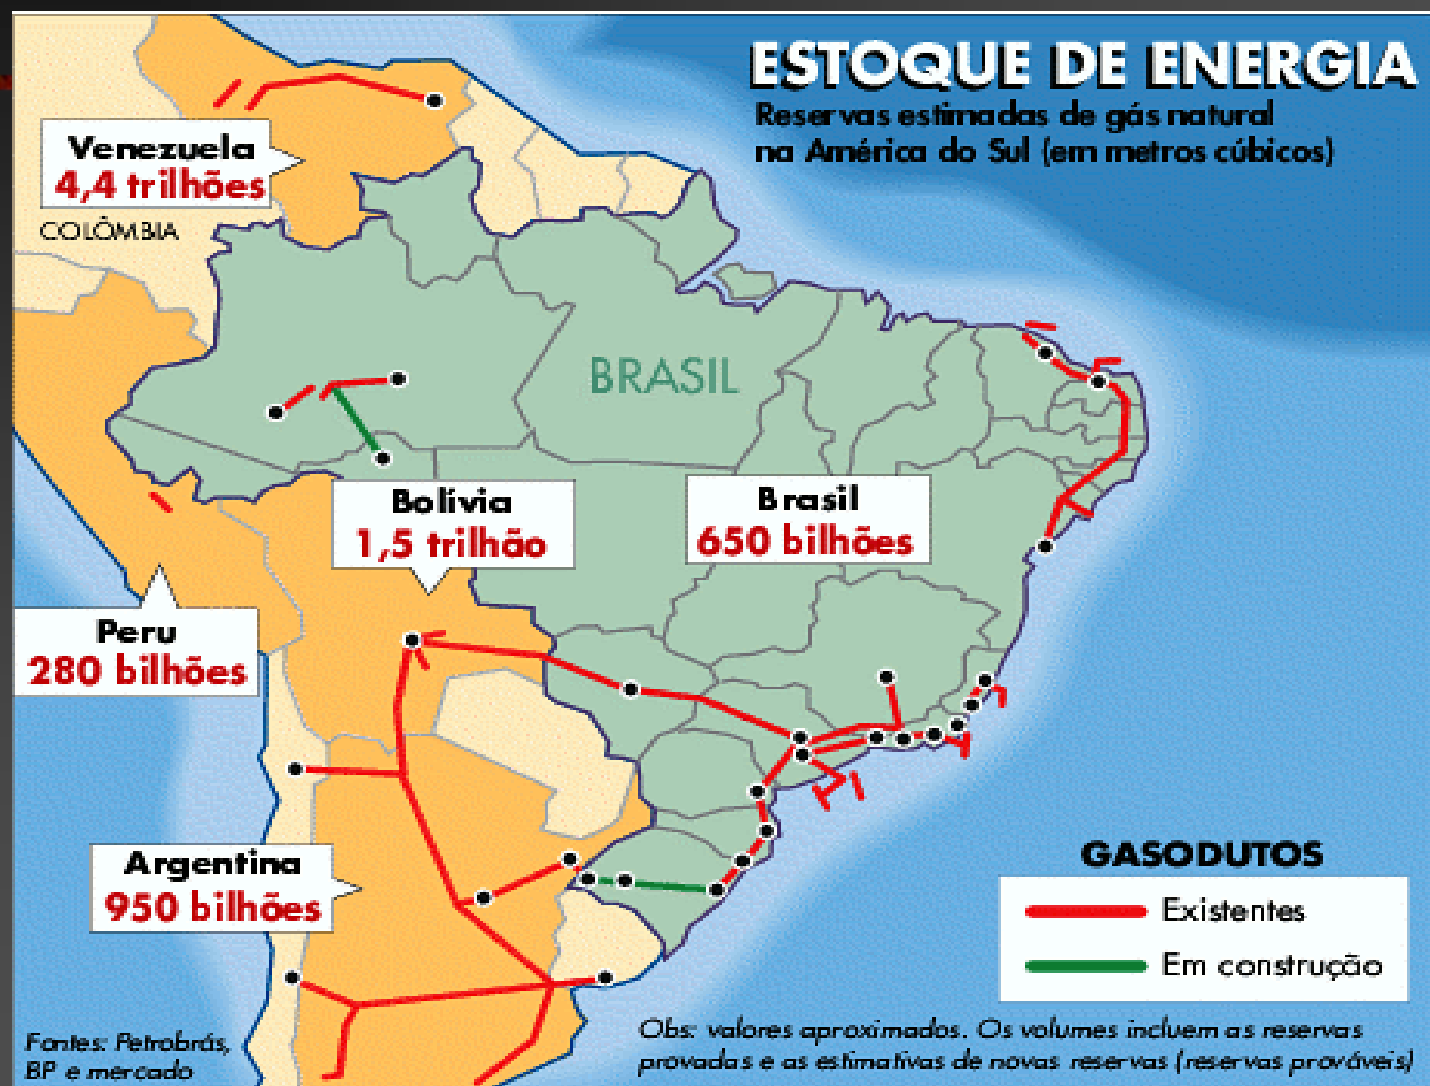 ESTOQUE DE ENERGIA
Reservas estimadas de gás natural
na América do Sul (em metros cúbicos)
Venezuela
4,4 trilhões
COLÔMBIA
BRASIL
Bolívia
1,5 trilhão
Brasil
650 bilhões
Peru
280 bilhões
Argentina
950 bilhões
GASODUTOS
Existentes
Em construção
Fontes: Petrobrás,
BP e mercado
Obs: valores aproximados. Os volumes incluem as reservas
provadas e as estimativas de novas reservas (reservas prováveis)